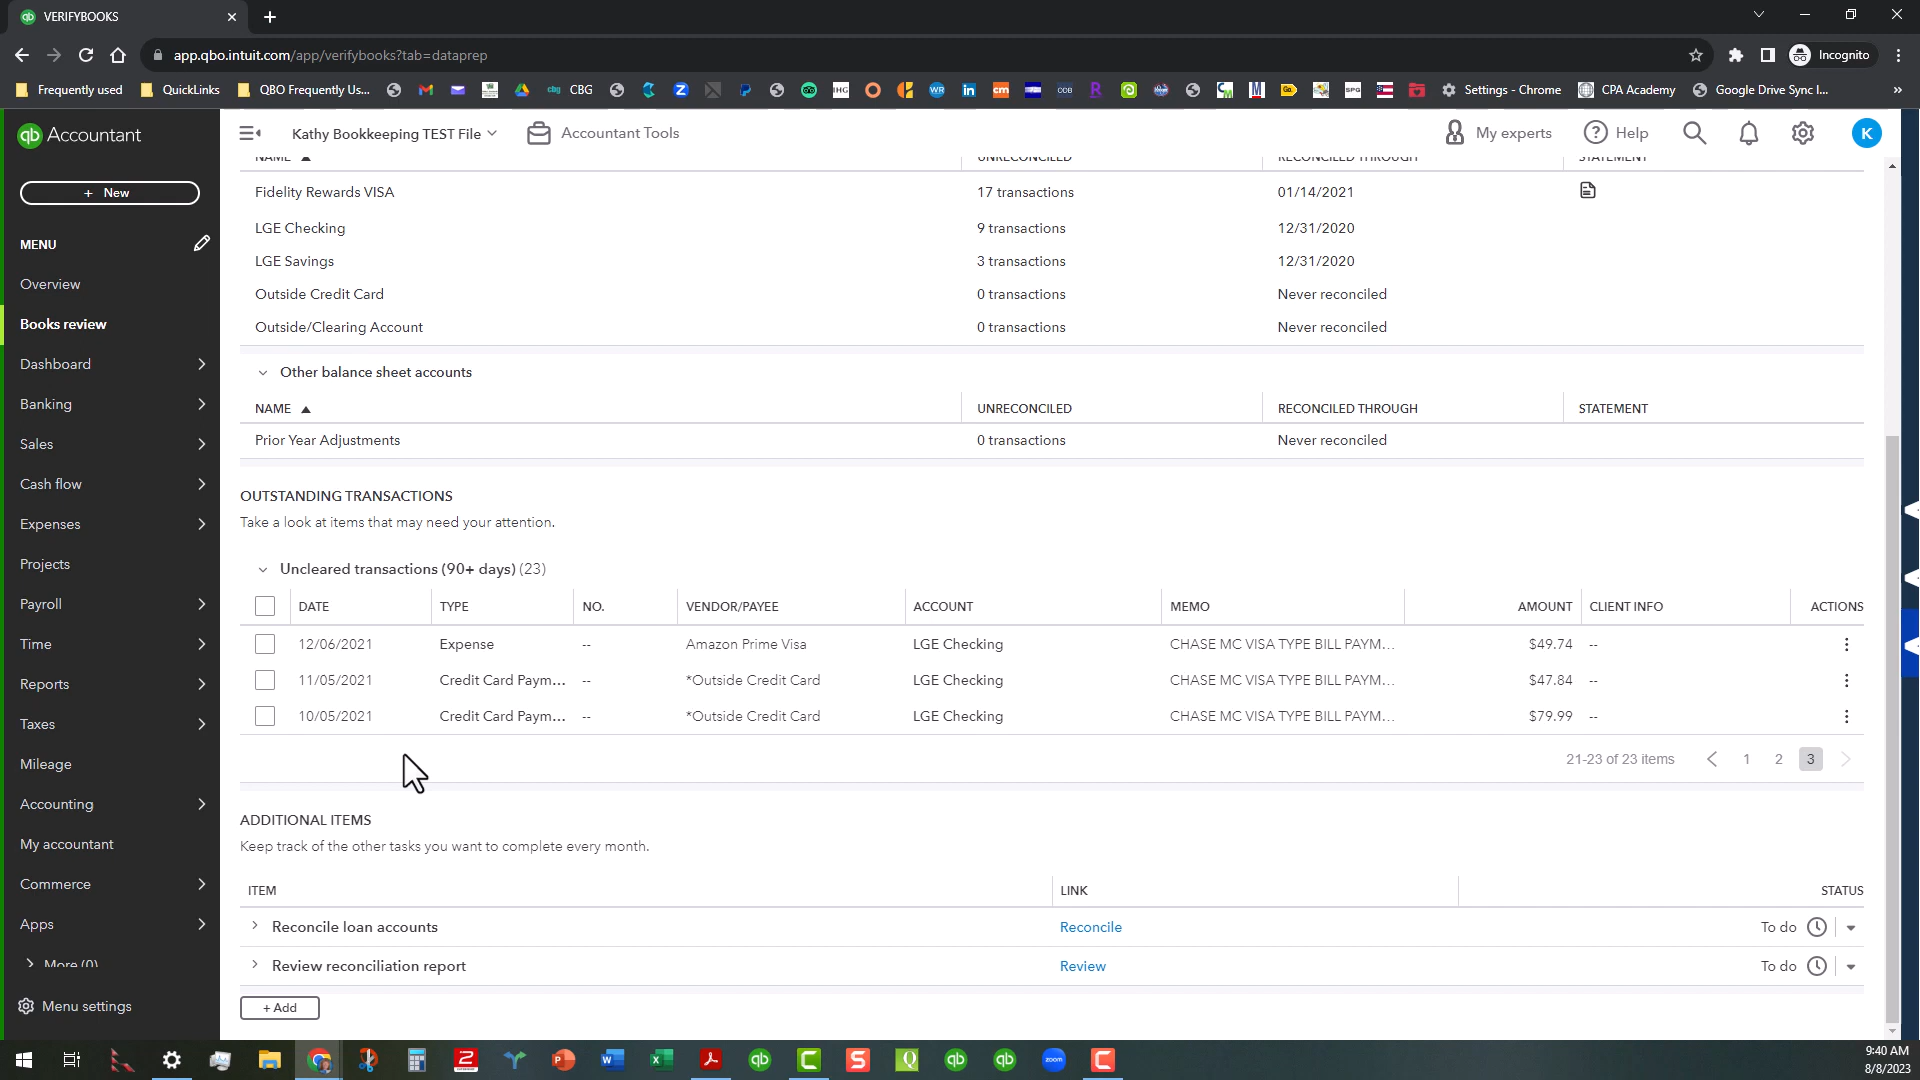 VERIFYBOOKS
app.qbo.intuit.com/app/verifybooks?tab=dataprep
Incognito
Frequently used QuickLinks QBO Frequently Us... CBG Settings - Chrome CPA Academy Google Drive Sync I... »
qb Accountant
Kathy Bookkeeping TEST File Accountant Tools My experts Help K
NAME UNRECONCILED RECONCILED THROUGH STATEMENT
+ New
MENU
Overview
Books review
Dashboard
Banking
Sales
Cash flow
Expenses
Projects
Payroll
Time
Reports
Taxes
Mileage
Accounting
My accountant
Commerce
Apps
More (0)
Menu settings
Fidelity Rewards VISA 17 transactions 01/14/2021
LGE Checking 9 transactions 12/31/2020
LGE Savings 3 transactions 12/31/2020
Outside Credit Card 0 transactions Never reconciled
Outside/Clearing Account 0 transactions Never reconciled
Other balance sheet accounts
NAME UNRECONCILED RECONCILED THROUGH STATEMENT
Prior Year Adjustments 0 transactions Never reconciled
OUTSTANDING TRANSACTIONS
Take a look at items that may need your attention.
Uncleared transactions (90+ days) (23)
DATE TYPE NO. VENDOR/PAYEE ACCOUNT MEMO AMOUNT CLIENT INFO ACTIONS
12/06/2021 Expense -- Amazon Prime Visa LGE Checking CHASE MC VISA TYPE BILL PAYM... $49.74 --
11/05/2021 Credit Card Paym... -- *Outside Credit Card LGE Checking CHASE MC VISA TYPE BILL PAYM... $47.84 --
10/05/2021 Credit Card Paym... -- *Outside Credit Card LGE Checking CHASE MC VISA TYPE BILL PAYM... $79.99 --
21-23 of 23 items 1 2 3
ADDITIONAL ITEMS
Keep track of the other tasks you want to complete every month.
ITEM LINK STATUS
Reconcile loan accounts Reconcile To do
Review reconciliation report Review To do
+ Add
9:40 AM
8/8/2023